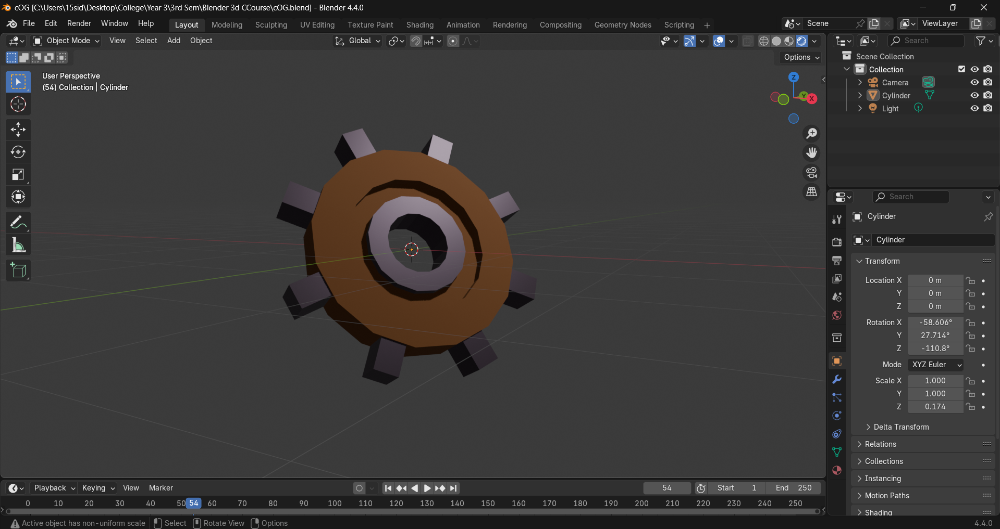 cOG [C:\Users\15sid\Desktop\College\Year 3\3rd Sem\Blender 3d CCourse\cOG.blend] - Blender 4.4.0
File Edit Render Window Help Layout Modeling Sculpting UV Editing Texture Paint Shading Animation Rendering Compositing Geometry Nodes Scripting + Scene ViewLayer
Object Mode View Select Add Object Global
Options
User Perspective
(54) Collection | Cylinder
Z
Y
X
Search
Scene Collection
Collection
Camera
Cylinder
Light
Search
Cylinder
Cylinder
Transform
Location X 0 m
Y 0 m
Z 0 m
Rotation X -58.606°
Y 27.714°
Z -110.8°
Mode XYZ Euler
Scale X 1.000
Y 1.000
Z 0.174
Delta Transform
Relations
Collections
Instancing
Motion Paths
Shading
Playback Keying View Marker 54 Start 1 End 250
0 10 20 30 40 50 54 60 70 80 90 100 110 120 130 140 150 160 170 180 190 200 210 220 230 240 250
Active object has non-uniform scale Select Rotate View Options 4.4.0